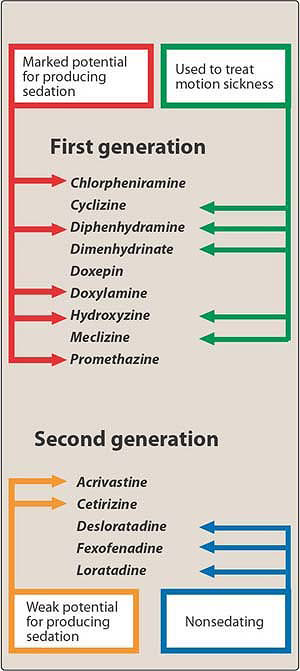 Marked potential
for producing
sedation
Used to treat
motion sickness
First generation
Chlorpheniramine
Cyclizine
Diphenhydramine
Dimenhydrinate
Doxepin
Doxylamine
Hydroxyzine
Meclizine
Promethazine
Second generation
Acrivastine
Cetirizine
Desloratadine
Fexofenadine
Loratadine
Weak potential
for producing
sedation
Nonsedating